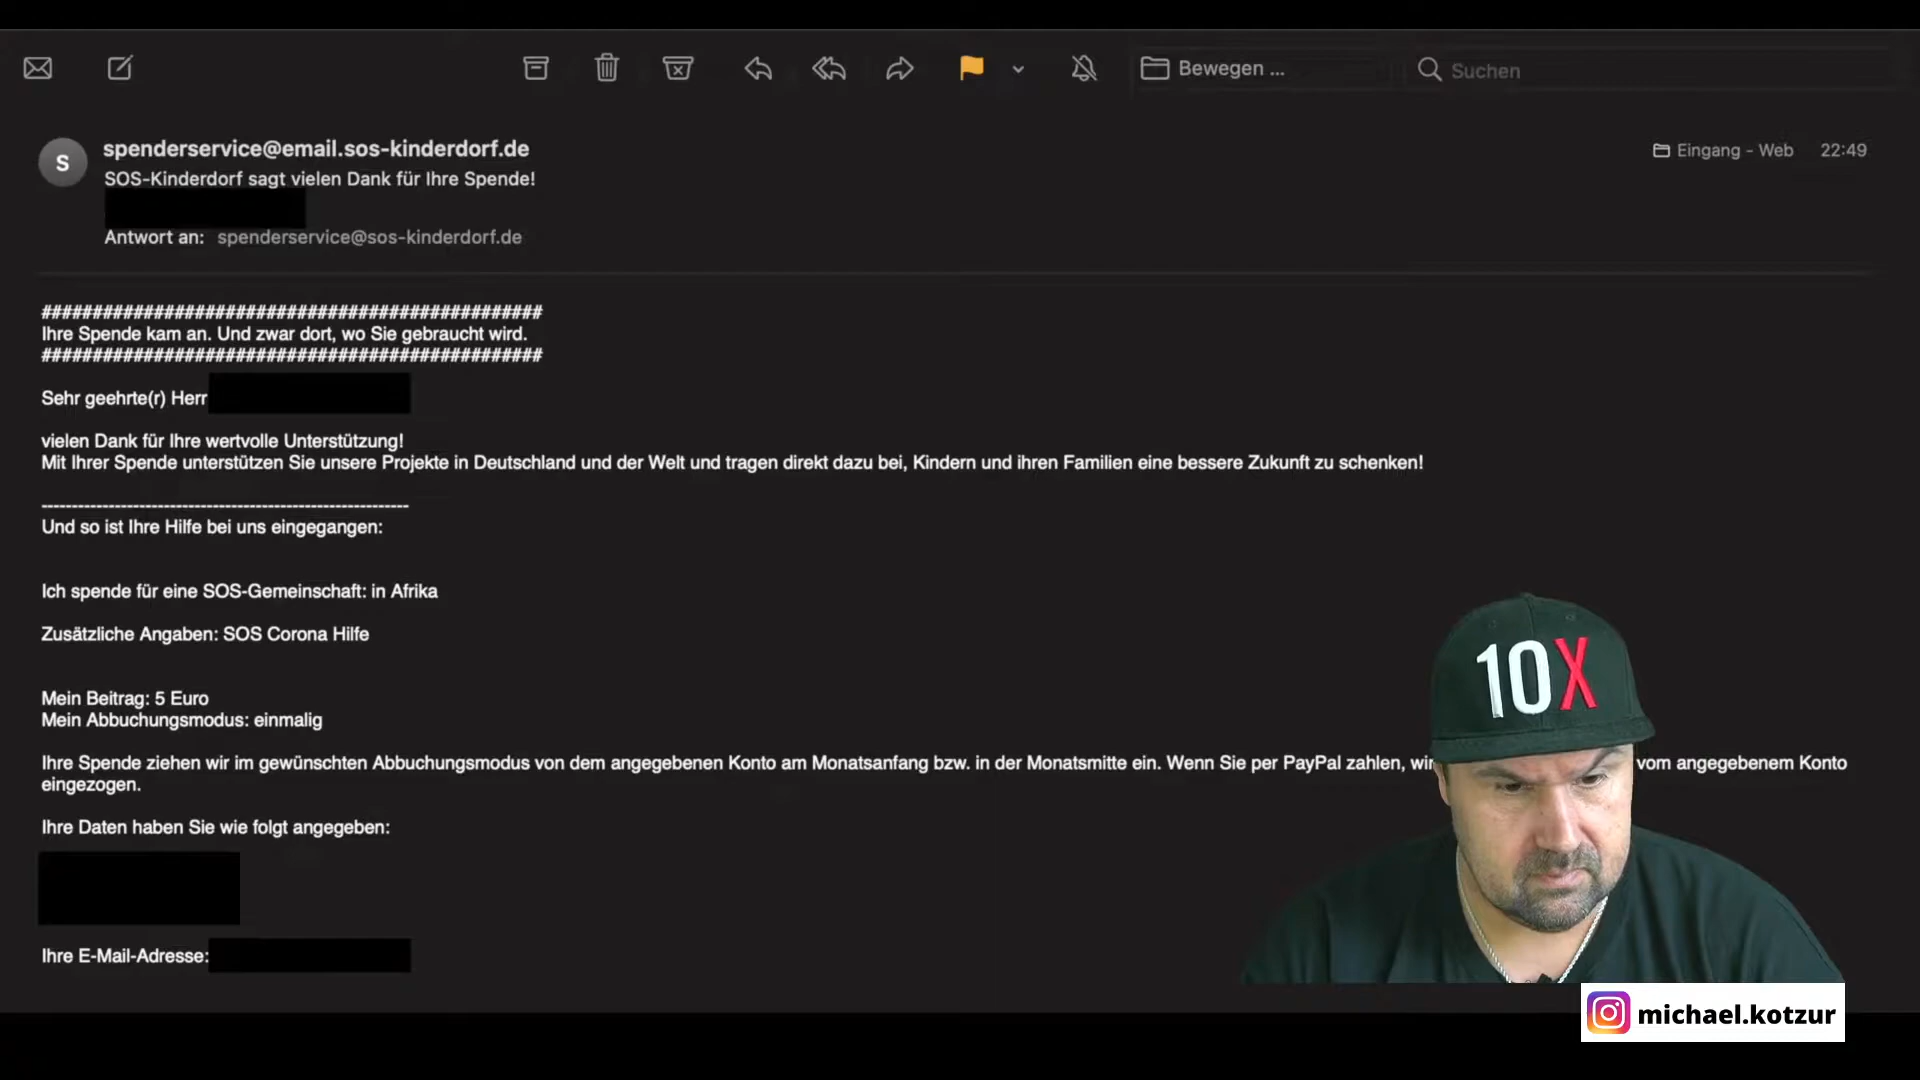 Bewegen ...
Suchen
S
spenderservice@email.sos-kinderdorf.de
Eingang - Web 22:49
SOS-Kinderdorf sagt vielen Dank für Ihre Spende!
Antwort an: spenderservice@sos-kinderdorf.de
###############################################
Ihre Spende kam an. Und zwar dort, wo Sie gebraucht wird.
###############################################
Sehr geehrte(r) Herr
vielen Dank für Ihre wertvolle Unterstützung!
Mit Ihrer Spende unterstützen Sie unsere Projekte in Deutschland und der Welt und tragen direkt dazu bei, Kindern und ihren Familien eine bessere Zukunft zu schenken!
-------------------------------------------------------------
Und so ist Ihre Hilfe bei uns eingegangen:
Ich spende für eine SOS-Gemeinschaft: in Afrika
Zusätzliche Angaben: SOS Corona Hilfe
Mein Beitrag: 5 Euro
Mein Abbuchungsmodus: einmalig
Ihre Spende ziehen wir im gewünschten Abbuchungsmodus von dem angegebenen Konto am Monatsanfang bzw. in der Monatsmitte ein. Wenn Sie per PayPal zahlen, vom angegebenem Konto
eingezogen.
Ihre Daten haben Sie wie folgt angegeben:
Ihre E-Mail-Adresse:
10X
michael.kotzur